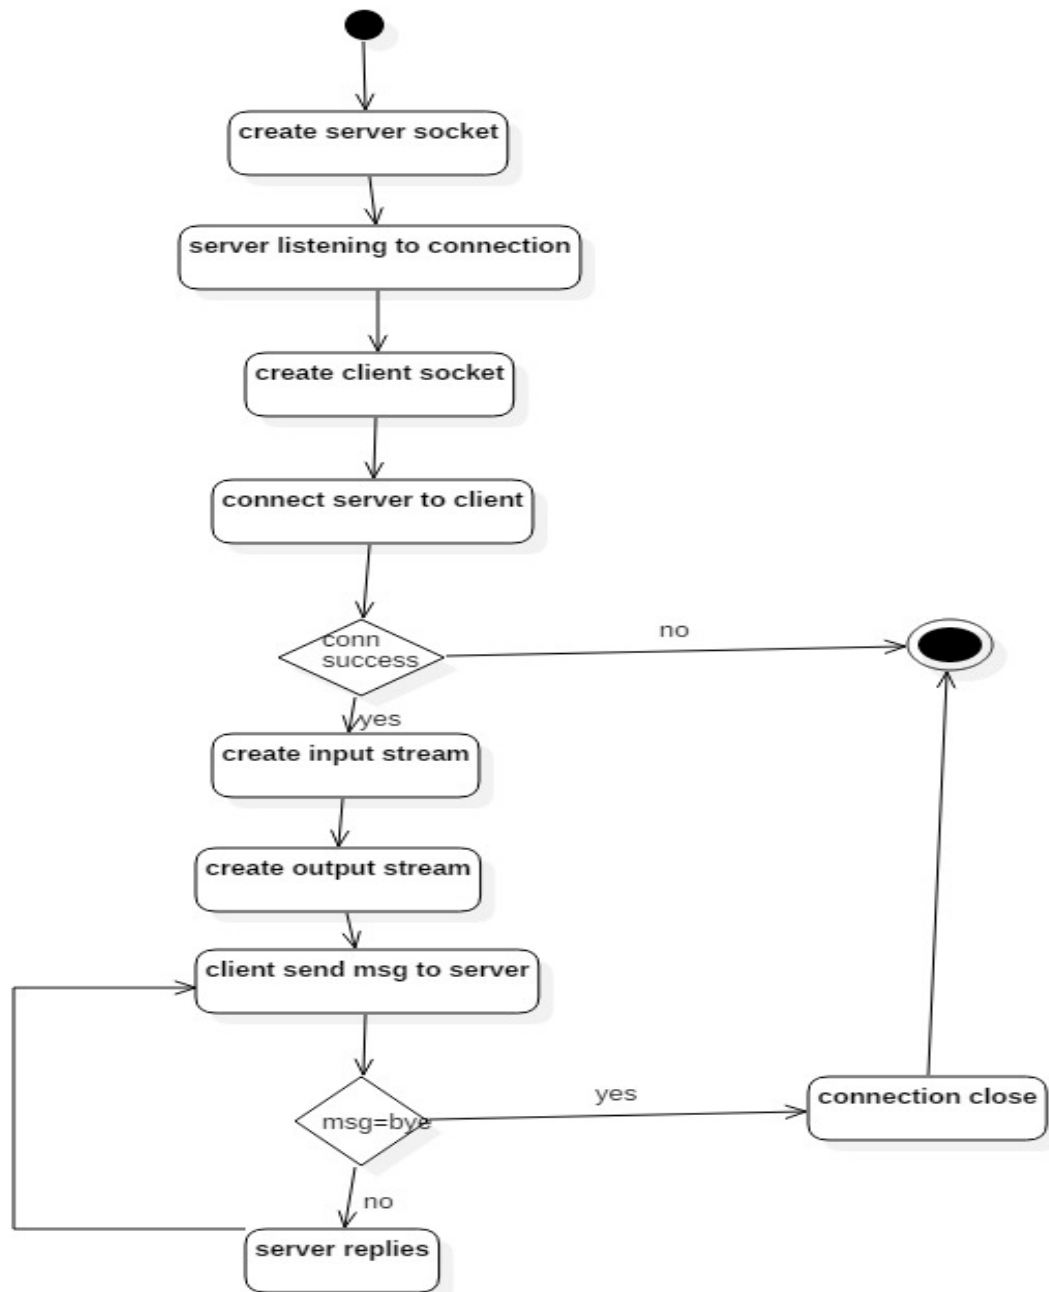 create server socket
server listening to connection
create client socket
connect server to client
conn
success
no
yes
create input stream
create output stream
client send msg to server
msg=bye
yes
connection close
no
server replies